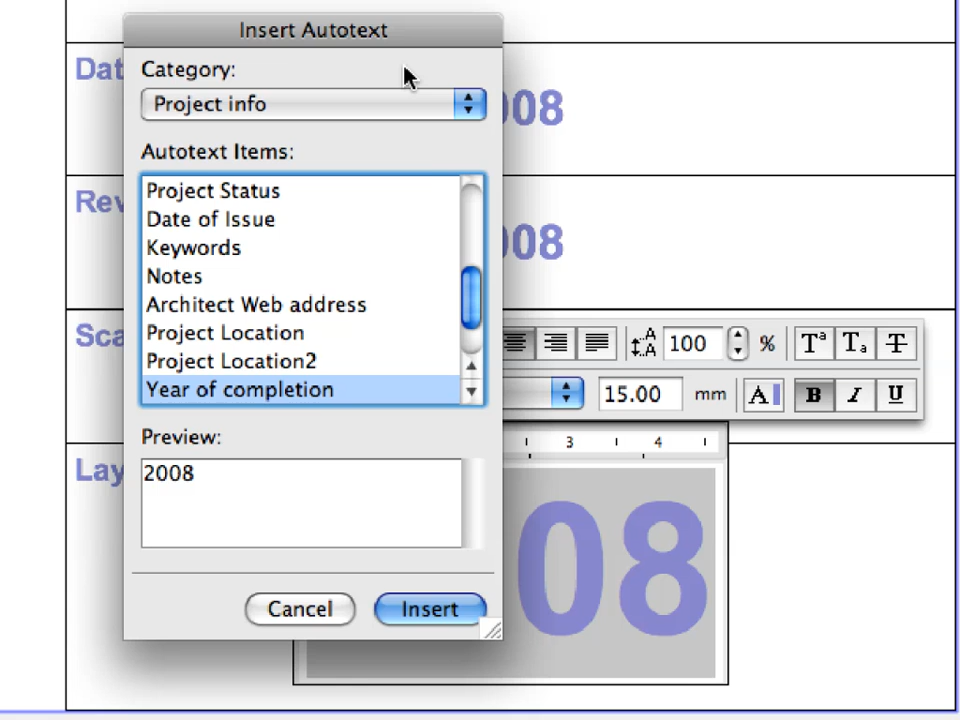 Insert Autotext
Category:
Project info
Autotext Items:
Project Status
Date of Issue
Keywords
Notes
Architect Web address
Project Location
Project Location2
Year of completion
Preview:
2008
Cancel
Insert
Dat
008
Rev
008
Sca
100 %
15.00 mm
A B I U
Lay
3 4
08